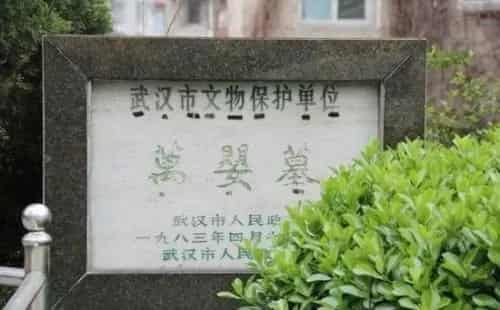 武汉市文物保护单位
萬婴墓
武汉市人民政
一九八三年四月
武汉市人民